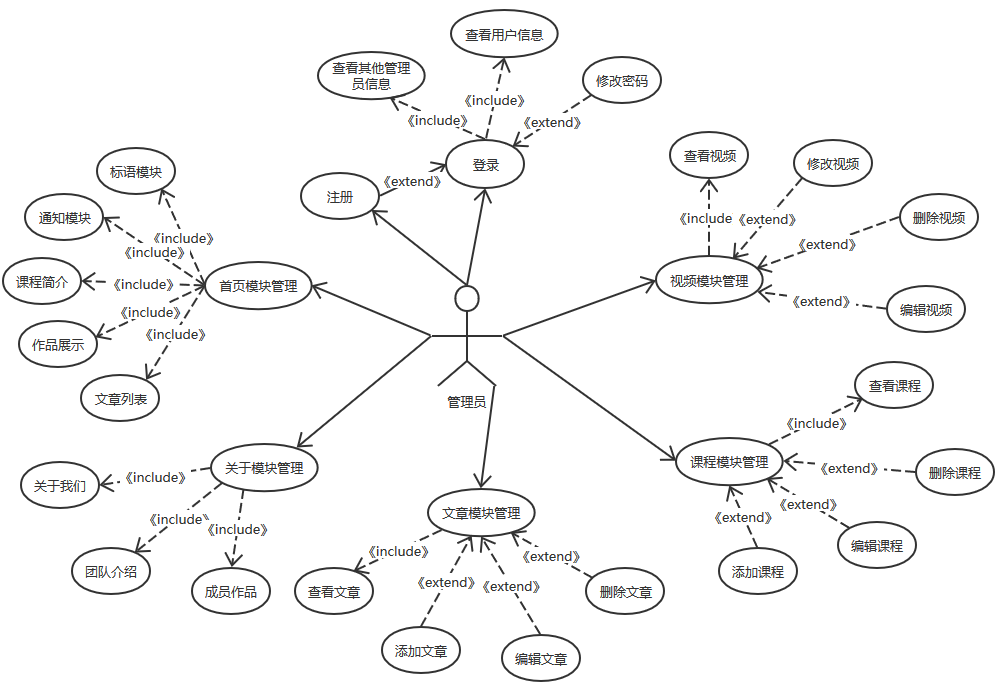 查看用户信息
查看其他管理
员信息
修改密码
《include》
《include》
《extend》
登录
《extend》
注册
标语模块
通知模块
课程简介
作品展示
文章列表
《include》
《include》
《include》
《include》
《include》
首页模块管理
查看视频
修改视频
删除视频
编辑视频
《include
《extend》
《extend》
《extend》
视频模块管理
管理员
查看课程
《include》
课程模块管理
《extend》
删除课程
《extend》
《extend》
编辑课程
添加课程
关于模块管理
关于我们
《include》
《include》
《include》
团队介绍
成员作品
文章模块管理
《include》
《extend》
《extend》
《extend》
查看文章
删除文章
添加文章
编辑文章